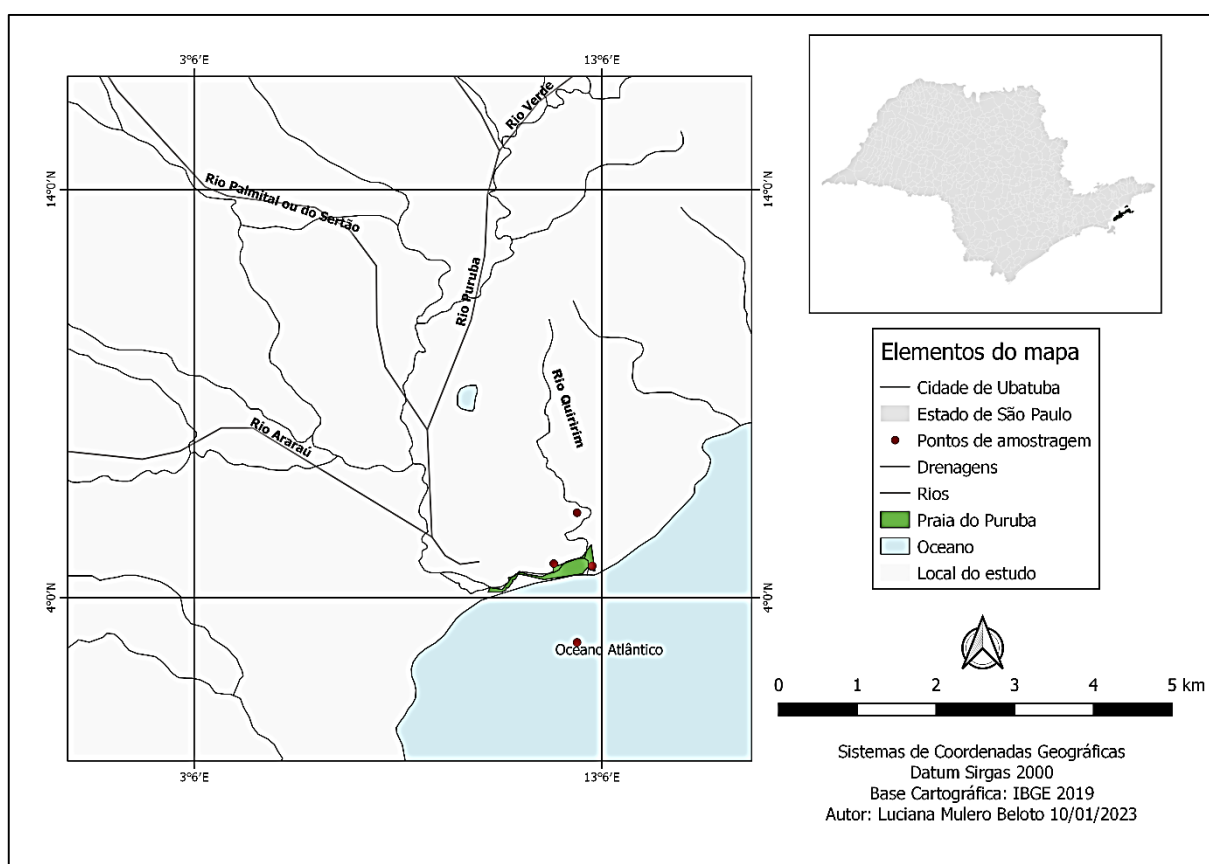 3°6'E
13°6'E
14°0'N
14°0'N
Rio Verde
Rio Palmital ou do Sertão
Rio Puruba
Rio Quiririm
Rio Araraú
4°0'N
4°0'N
Oceano Atlântico
3°6'E
13°6'E
Elementos do mapa
Cidade de Ubatuba
Estado de São Paulo
Pontos de amostragem
Drenagens
Rios
Praia do Puruba
Oceano
Local do estudo
0 1 2 3 4 5 km
Sistemas de Coordenadas Geográficas
Datum Sirgas 2000
Base Cartográfica: IBGE 2019
Autor: Luciana Mulero Beloto 10/01/2023